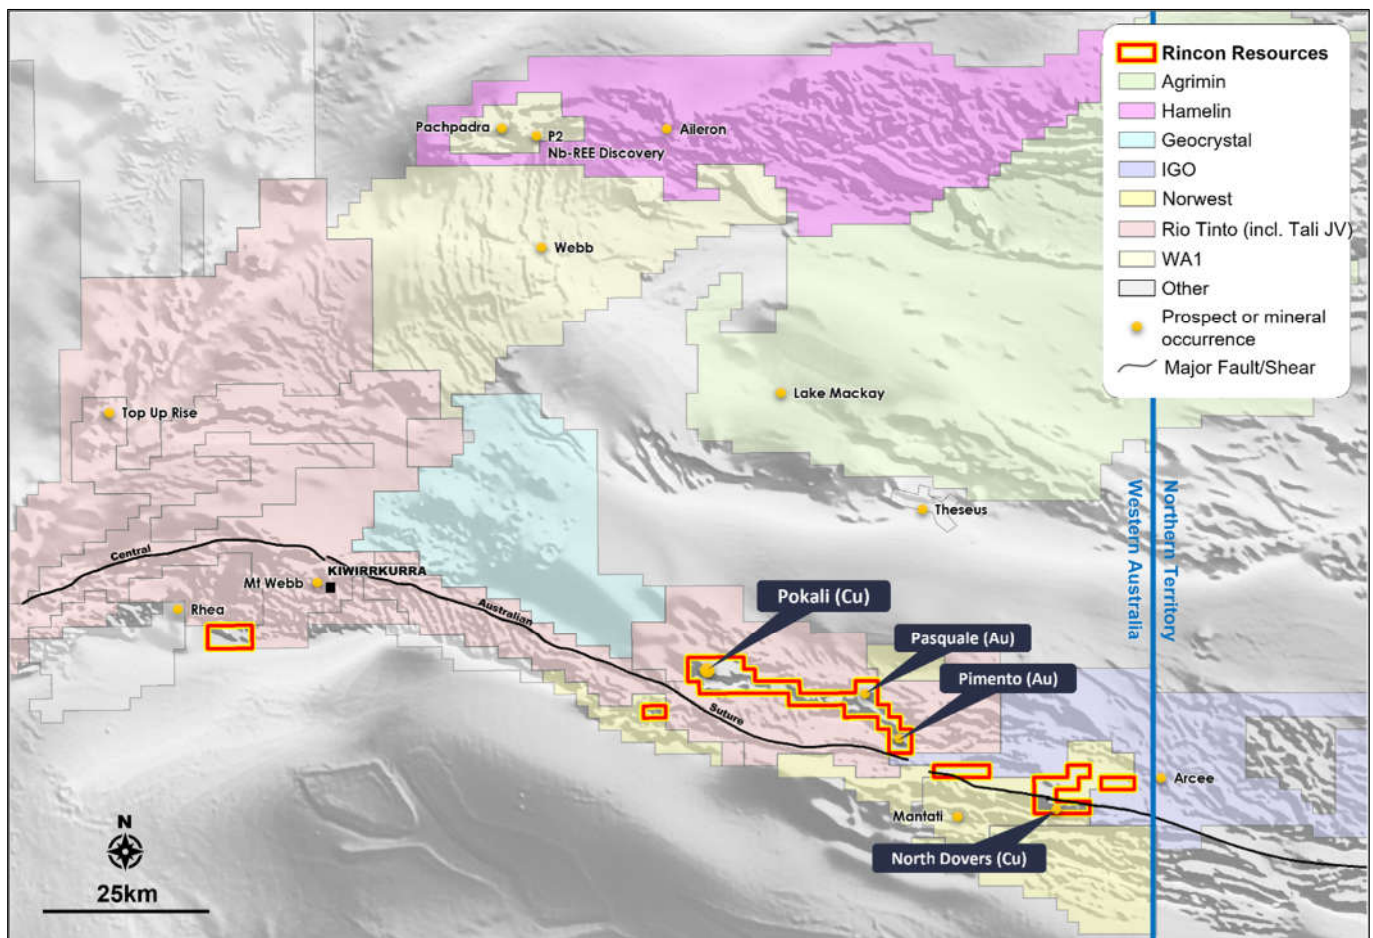 Rincon Resources
Agrimin
Hamelin
Geocrystal
IGO
Norwest
Rio Tinto (incl. Tali JV)
WA1
Other
Prospect or mineral
occurrence
Major Fault/Shear
Pachpadra
P2
Nb-REE Discovery
Aileron
Webb
Top Up Rise
Lake Mackay
Theseus
Western Australia
Northern Territory
Central
Mt Webb
KIWIRRKURRA
Rhea
Australian
Suture
Pokali (Cu)
Pasquale (Au)
Pimento (Au)
Arcee
Mantati
North Dovers (Cu)
N
25km